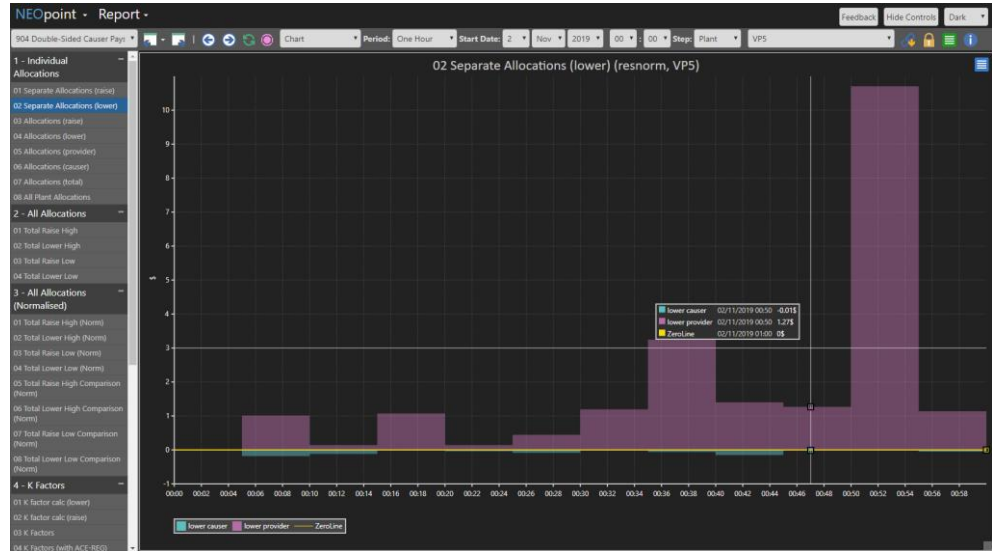 NEOpoint - Report -
Feedback
Hide Controls
Dark
904 Double-Sided Causer Pays
Chart
Period: One Hour
Start Date: 2 Nov 2019 00 : 00
Step: Plant
VP5
1 - Individual Allocations
01 Separate Allocations (raise)
02 Separate Allocations (lower)
03 Allocations (raise)
04 Allocations (lower)
05 Allocations (provider)
06 Allocations (causer)
07 Allocations (total)
08 All Plant Allocations
2 - All Allocations
01 Total Raise High
02 Total Lower High
03 Total Raise Low
04 Total Lower Low
3 - All Allocations (Normalised)
01 Total Raise High (Norm)
02 Total Lower High (Norm)
03 Total Raise Low (Norm)
04 Total Lower Low (Norm)
05 Total Raise High Comparison (Norm)
06 Total Lower High Comparison (Norm)
07 Total Raise Low Comparison (Norm)
08 Total Lower Low Comparison (Norm)
4 - K Factors
01 K factor calc (lower)
02 K factor calc (raise)
03 K Factors
04 K Factors (with ACE-REG)
02 Separate Allocations (lower) (resnorm, VP5)
10
8
7
6
$ 5
4
3
2
1
0
-1
lower causer 02/11/2019 00:50 -0.01$
lower provider 02/11/2019 00:50 1.27$
ZeroLine 02/11/2019 01:00 0$
00:00 00:02 00:04 00:06 00:08 00:10 00:12 00:14 00:16 00:18 00:20 00:22 00:24 00:26 00:28 00:30 00:32 00:34 00:36 00:38 00:40 00:42 00:44 00:46 00:48 00:50 00:52 00:54 00:56 00:58
lower causer lower provider ZeroLine